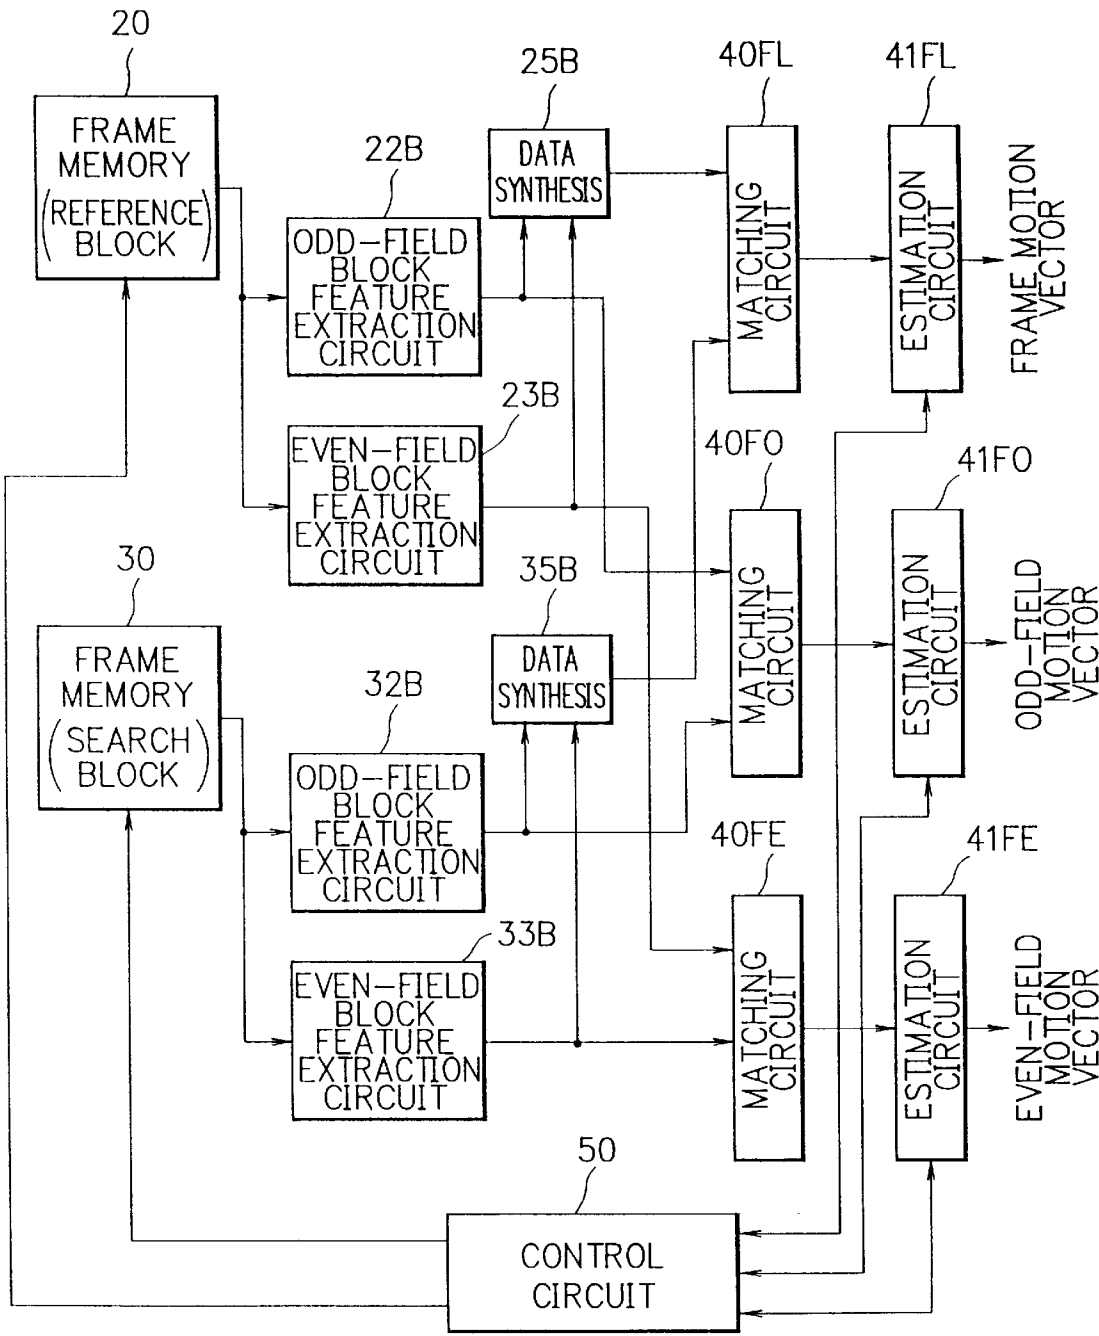 20
FRAME
MEMORY
(REFERENCE
BLOCK)
22B
ODD-FIELD
BLOCK
FEATURE
EXTRACTION
CIRCUIT
23B
EVEN-FIELD
BLOCK
FEATURE
EXTRACTION
CIRCUIT
25B
DATA
SYNTHESIS
40FL
MATCHING
CIRCUIT
41FL
ESTIMATION
CIRCUIT
FRAME MOTION
VECTOR
30
FRAME
MEMORY
(SEARCH
BLOCK)
32B
ODD-FIELD
BLOCK
FEATURE
EXTRACTION
CIRCUIT
33B
EVEN-FIELD
BLOCK
FEATURE
EXTRACTION
CIRCUIT
35B
DATA
SYNTHESIS
40FO
MATCHING
CIRCUIT
41FO
ESTIMATION
CIRCUIT
ODD-FIELD
MOTION
VECTOR
40FE
MATCHING
CIRCUIT
41FE
ESTIMATION
CIRCUIT
EVEN-FIELD
MOTION
VECTOR
50
CONTROL
CIRCUIT